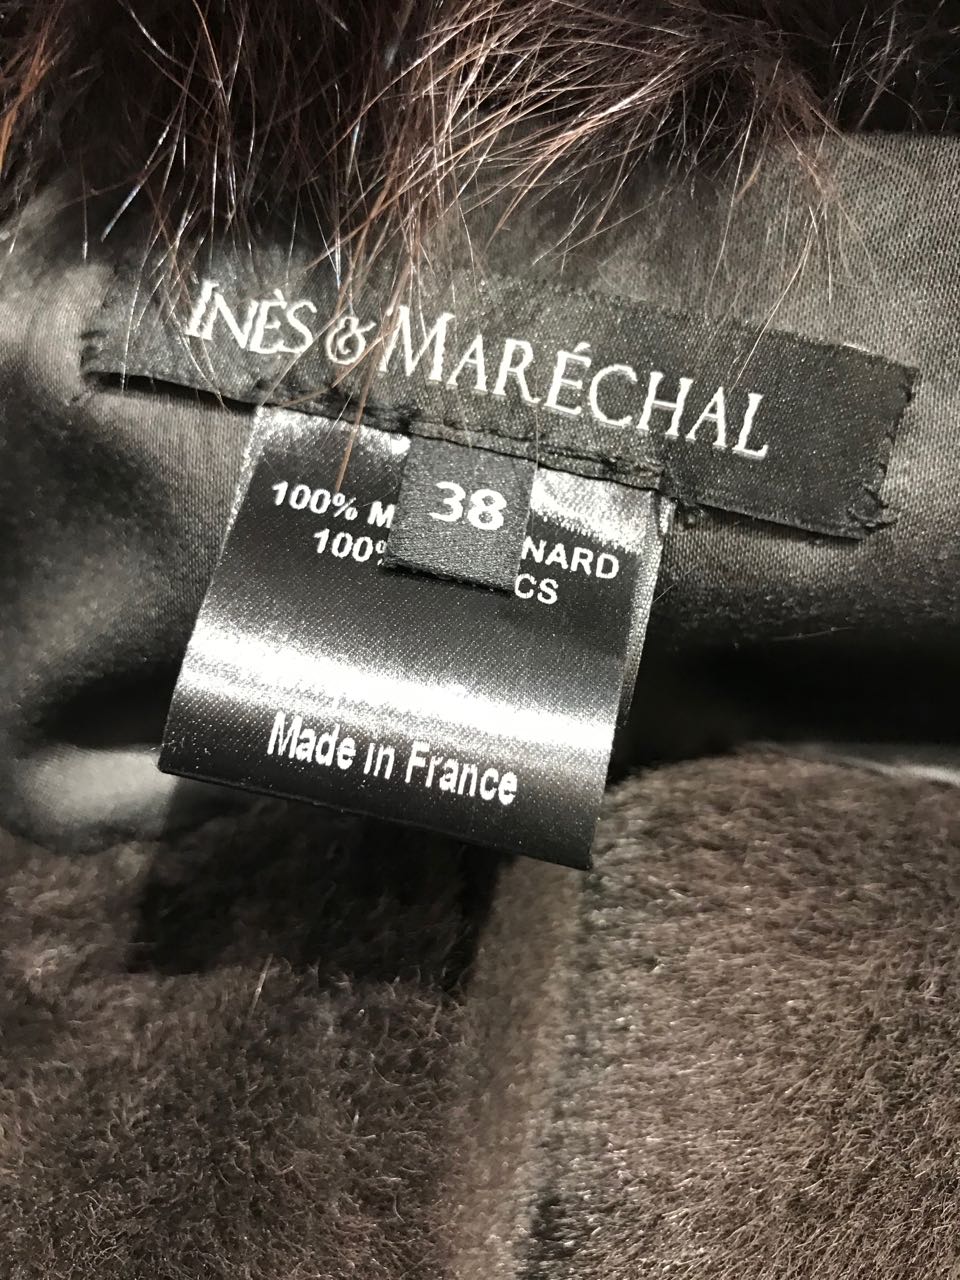 INÈS & MARÉCHAL
38
100%
100%
Made in France